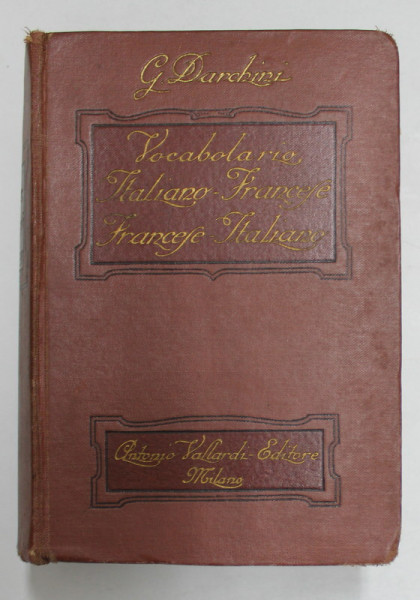 G. Darchini
Vocabolario
Italiano-Francese
Francese Italiano
Antonio Vallardi-Editore
Milano